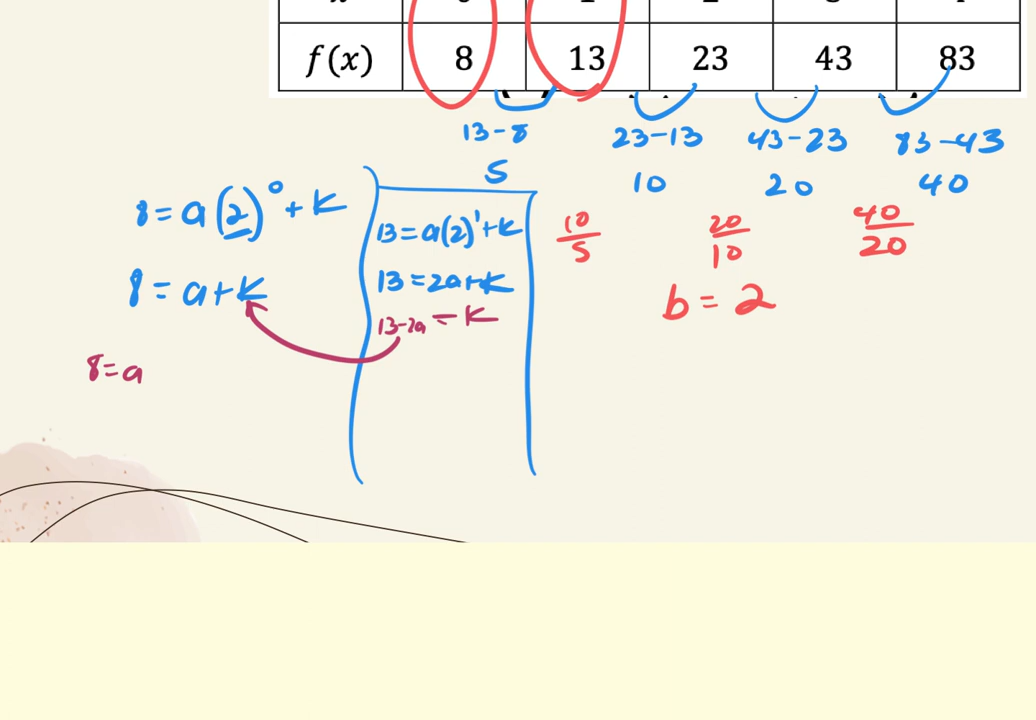 f(x) 8 13 23 43 83
13-8 23-13 43-23 83-43
5 10 20 40
8=a(2)⁰+k
13=a(2)¹+k
10/5 20/10 40/20
8=a+k
13=2a+k
b=2
13-2a=k
8=a